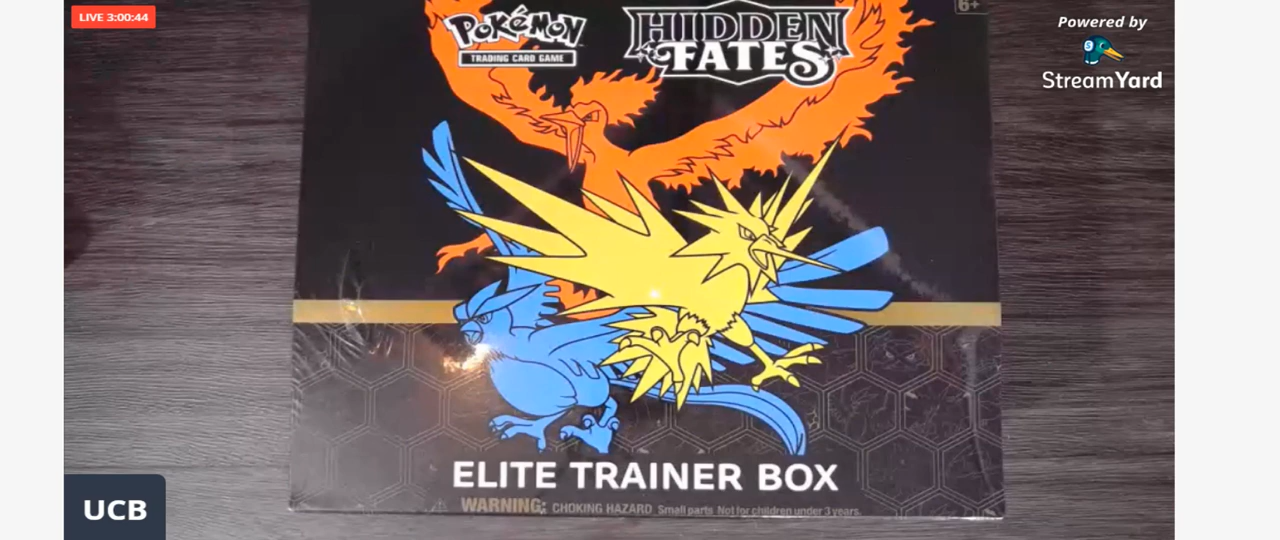 LIVE 3:00:44
POKéMON
TRADING CARD GAME
HIDDEN
FATES
6+
Powered by
S
StreamYard
ELITE TRAINER BOX
WARNING: CHOKING HAZARD Small parts Not for children under 3 years.
UCB